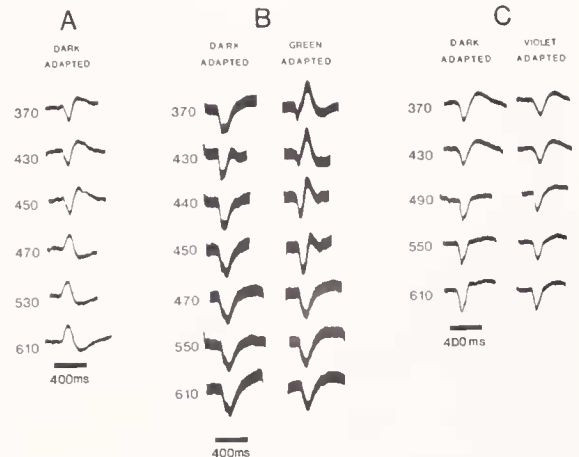 A
DARK
ADAPTED
370
430
450
470
530
610
400ms
B
DARK GREEN
ADAPTED ADAPTED
370
430
440
450
470
550
610
400ms
C
DARK VIOLET
ADAPTED ADAPTED
370
430
490
550
610
400ms